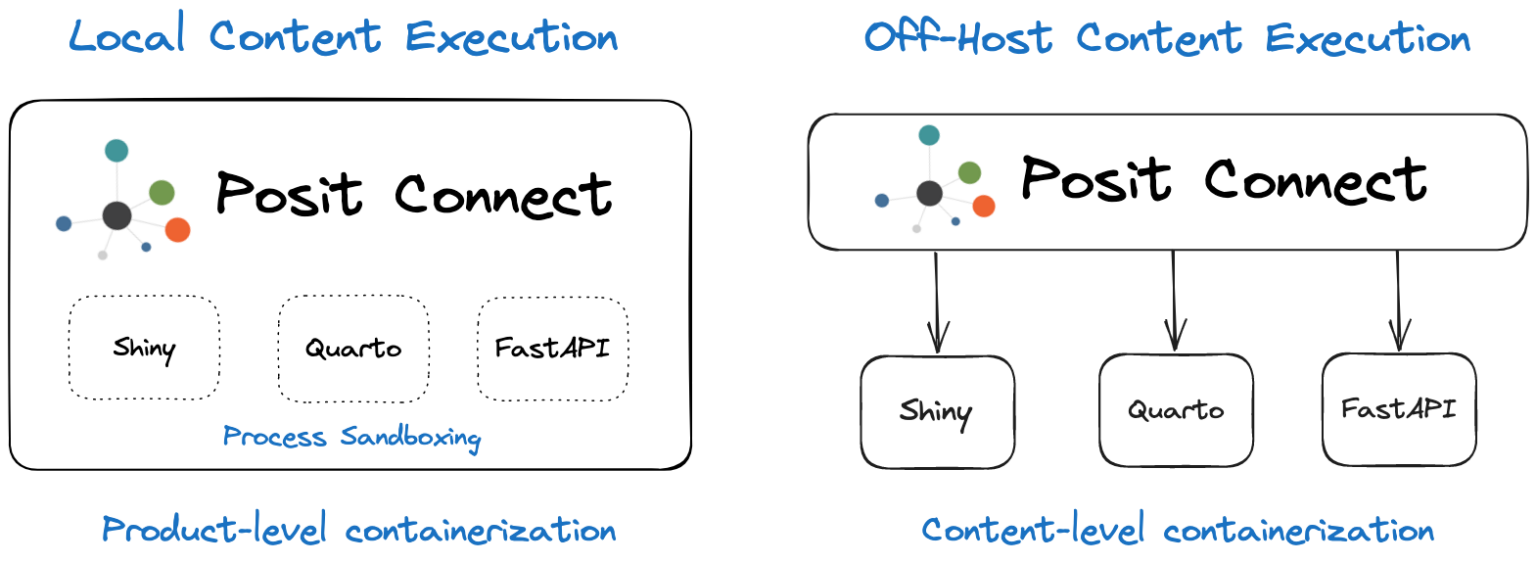 Local Content Execution
Posit Connect
Shiny
Quarto
FastAPI
Process Sandboxing
Product-level containerization
Off-Host Content Execution
Posit Connect
Shiny
Quarto
FastAPI
Content-level containerization